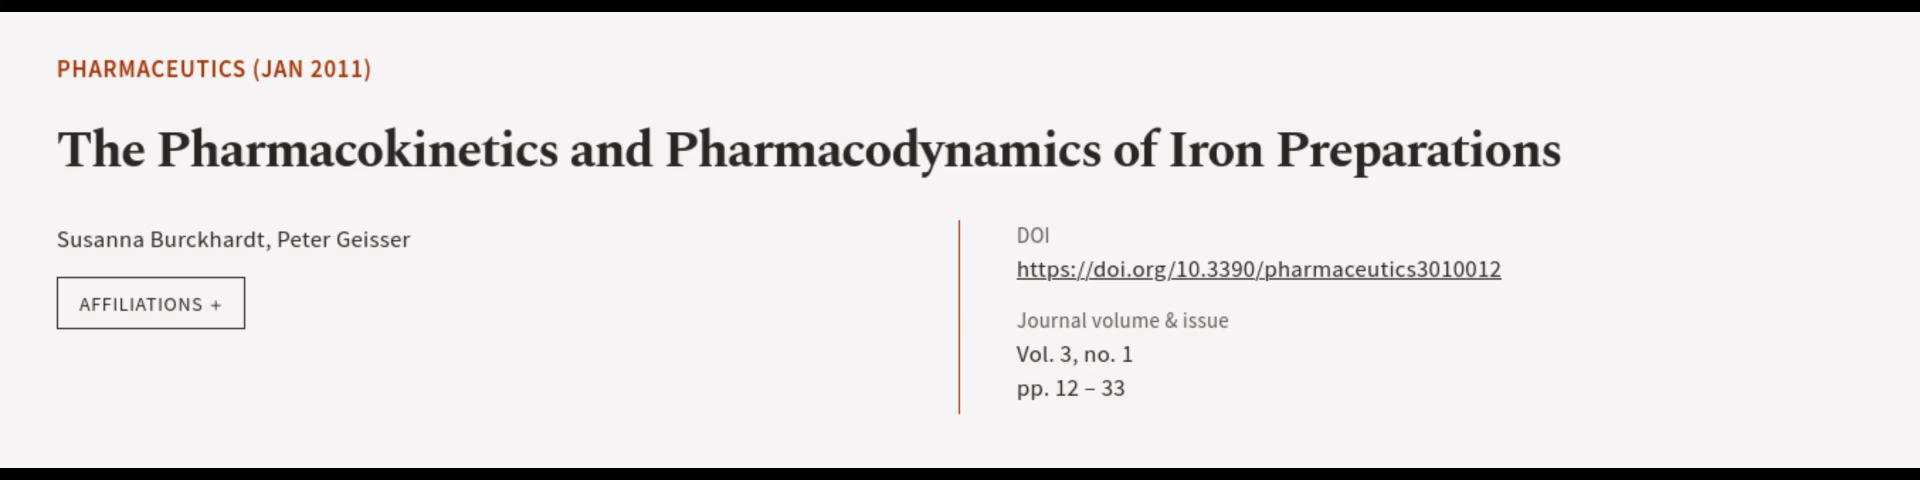 PHARMACEUTICS (JAN 2011)
The Pharmacokinetics and Pharmacodynamics of Iron Preparations
Susanna Burckhardt, Peter Geisser
AFFILIATIONS +
DOI
https://doi.org/10.3390/pharmaceutics3010012
Journal volume & issue
Vol. 3, no. 1
pp. 12 – 33